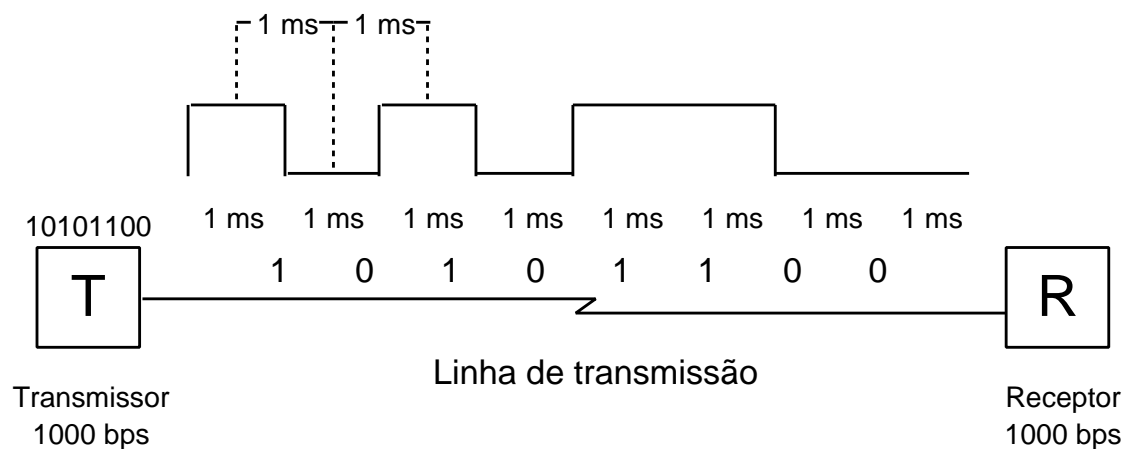 1 ms 1 ms
1 ms 1 ms 1 ms 1 ms 1 ms 1 ms 1 ms 1 ms
10101100
1 0 1 0 1 1 0 0
T
R
Linha de transmissão
Transmissor
1000 bps
Receptor
1000 bps